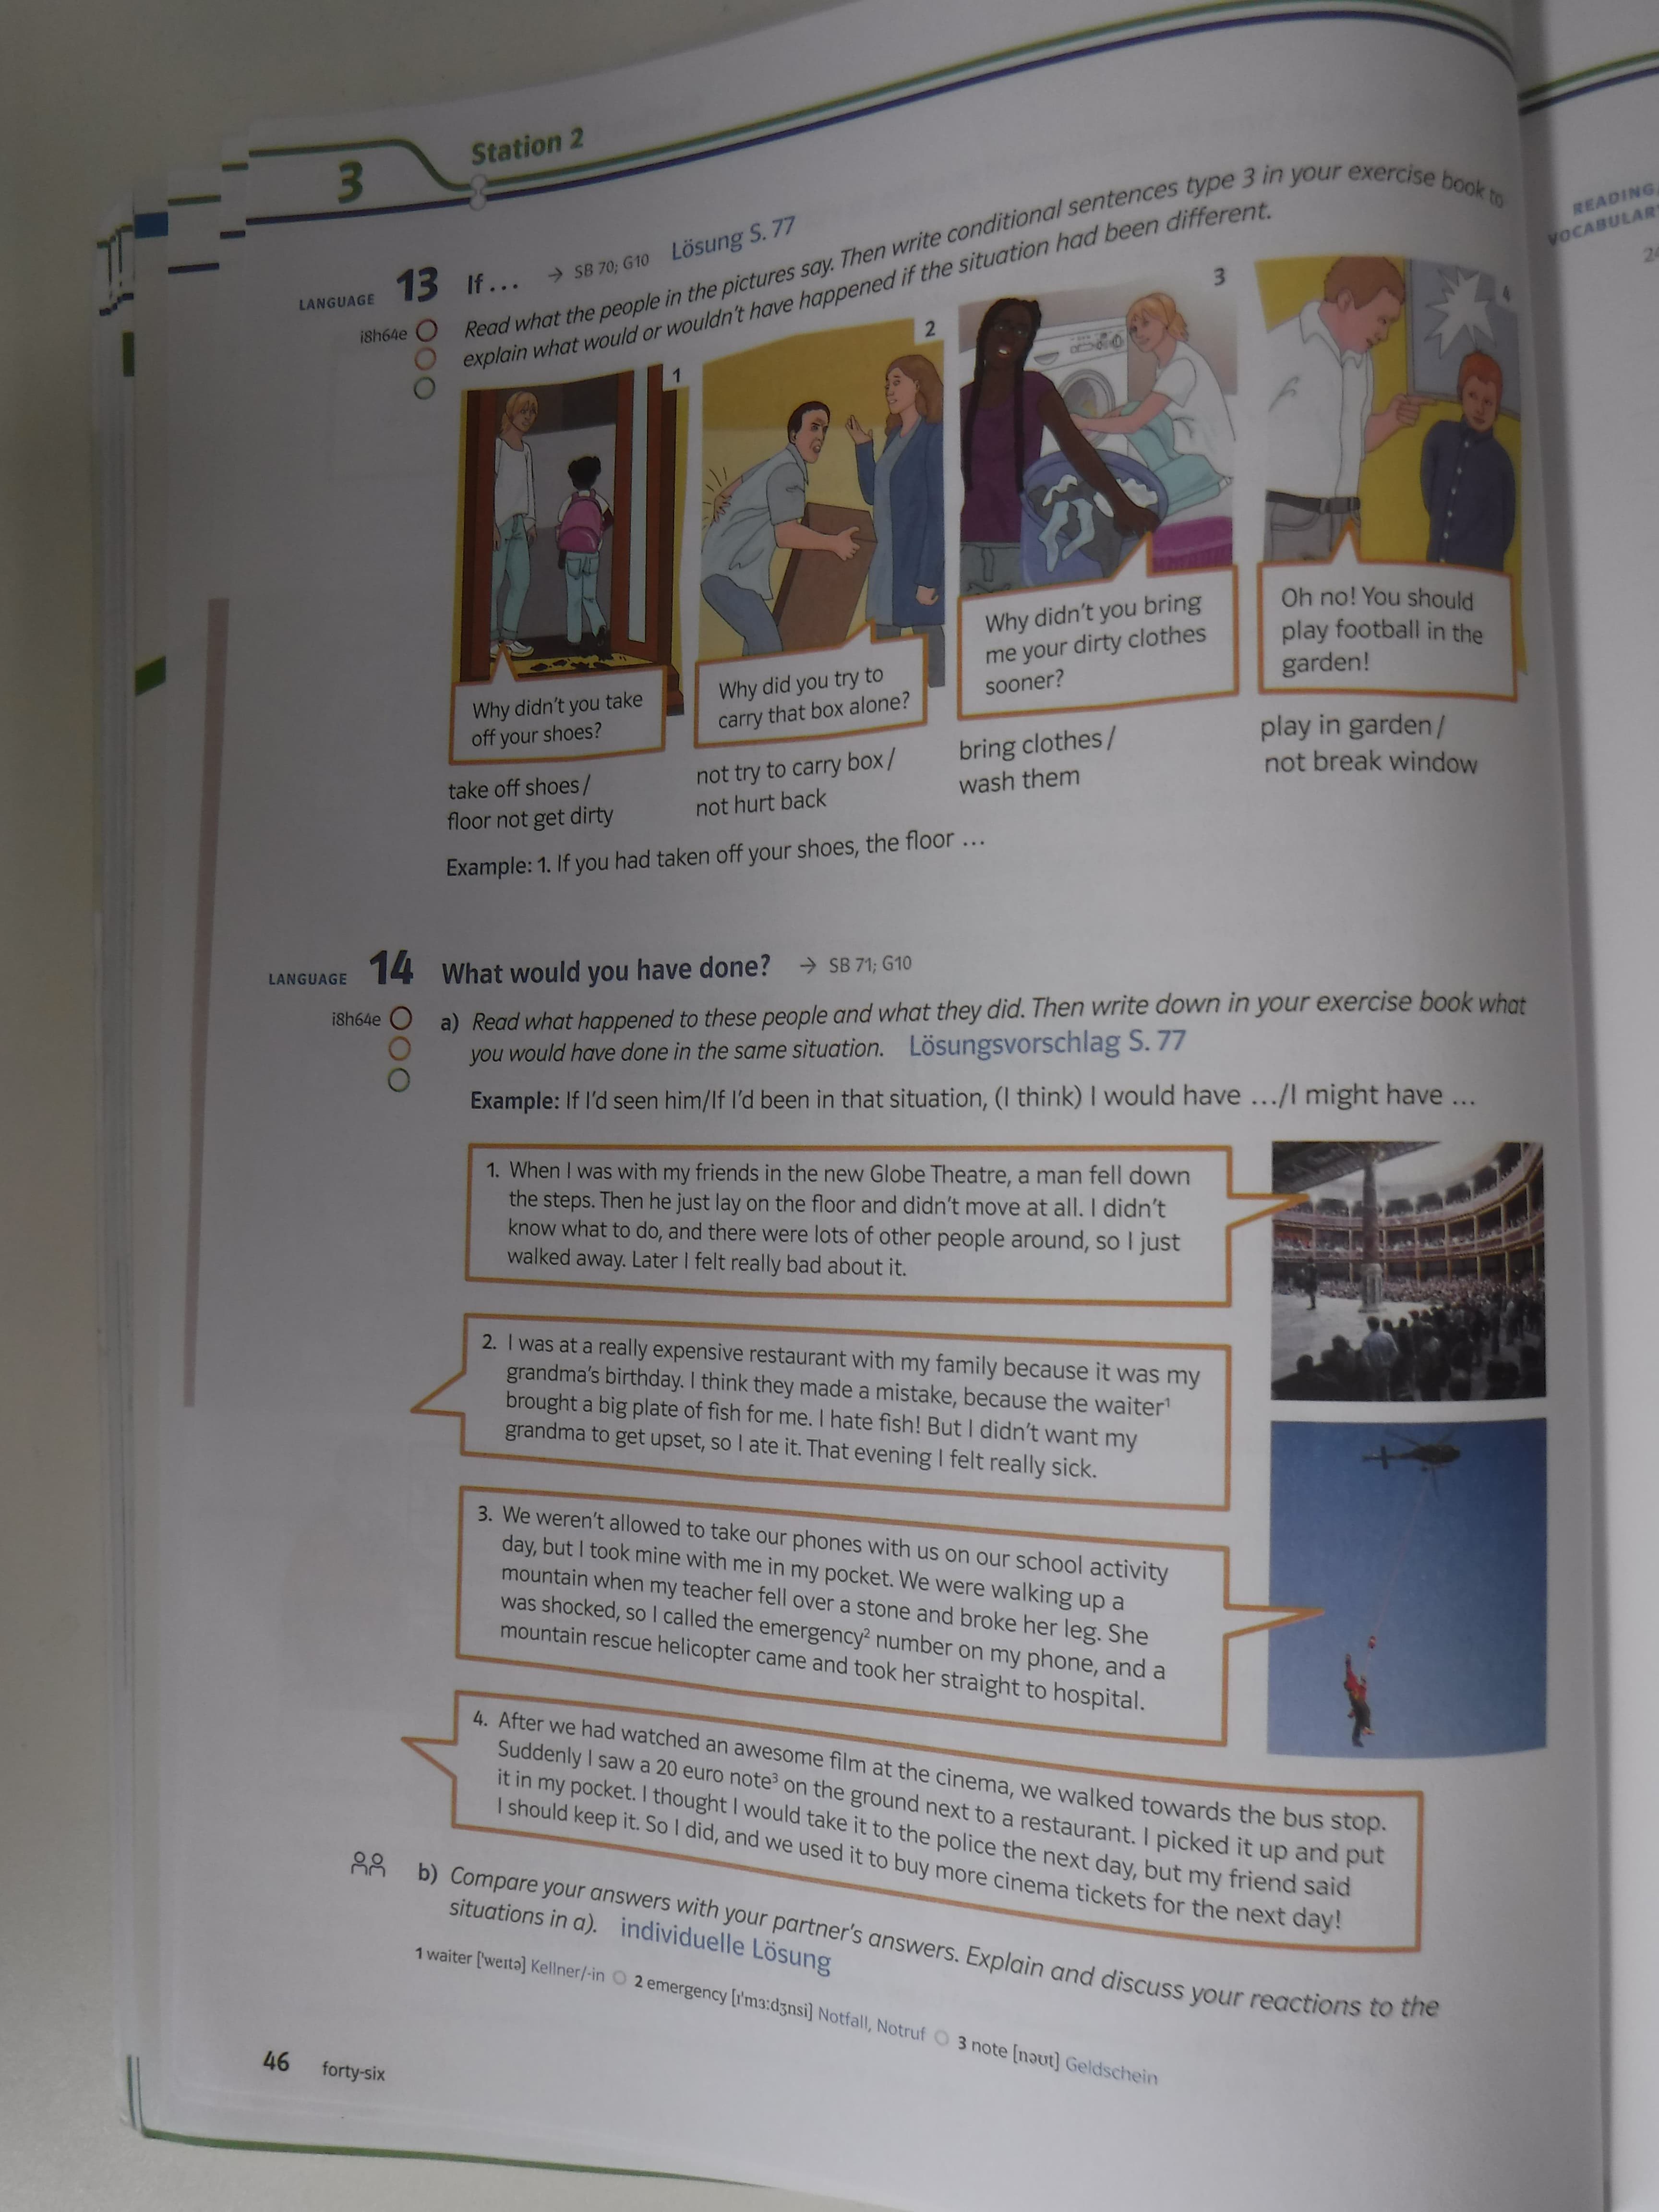 3
Station 2
LANGUAGE 13 If ... → SB 70; G10 Lösung S. 77
i8h64e
Read what the people in the pictures say. Then write conditional sentences type 3 in your exercise book to
explain what would or wouldn't have happened if the situation had been different.
1
2
3
4
Why didn't you take
off your shoes?
Why did you try to
carry that box alone?
Why didn't you bring
me your dirty clothes
sooner?
Oh no! You should
play football in the
garden!
take off shoes/
floor not get dirty
not try to carry box/
not hurt back
bring clothes/
wash them
play in garden/
not break window
Example: 1. If you had taken off your shoes, the floor ...
LANGUAGE 14 What would you have done? → SB 71; G10
i8h64e
a) Read what happened to these people and what they did. Then write down in your exercise book what
you would have done in the same situation. Lösungsvorschlag S. 77
Example: If I'd seen him/If I'd been in that situation, (I think) I would have .../I might have ...
1. When I was with my friends in the new Globe Theatre, a man fell down
the steps. Then he just lay on the floor and didn't move at all. I didn't
know what to do, and there were lots of other people around, so I just
walked away. Later I felt really bad about it.
2. I was at a really expensive restaurant with my family because it was my
grandma's birthday. I think they made a mistake, because the waiter¹
brought a big plate of fish for me. I hate fish! But I didn't want my
grandma to get upset, so I ate it. That evening I felt really sick.
3. We weren't allowed to take our phones with us on our school activity
day, but I took mine with me in my pocket. We were walking up a
mountain when my teacher fell over a stone and broke her leg. She
was shocked, so I called the emergency² number on my phone, and a
mountain rescue helicopter came and took her straight to hospital.
4. After we had watched an awesome film at the cinema, we walked towards the bus stop.
Suddenly I saw a 20 euro note³ on the ground next to a restaurant. I picked it up and put
it in my pocket. I thought I would take it to the police the next day, but my friend said
I should keep it. So I did, and we used it to buy more cinema tickets for the next day!
b) Compare your answers with your partner's answers. Explain and discuss your reactions to the
situations in a). individuelle Lösung
1 waiter ['weɪtə] Kellner/-in 2 emergency [ɪ'mɜːdʒnsi] Notfall, Notruf 3 note [nəʊt] Geldschein
46 forty-six
READING,